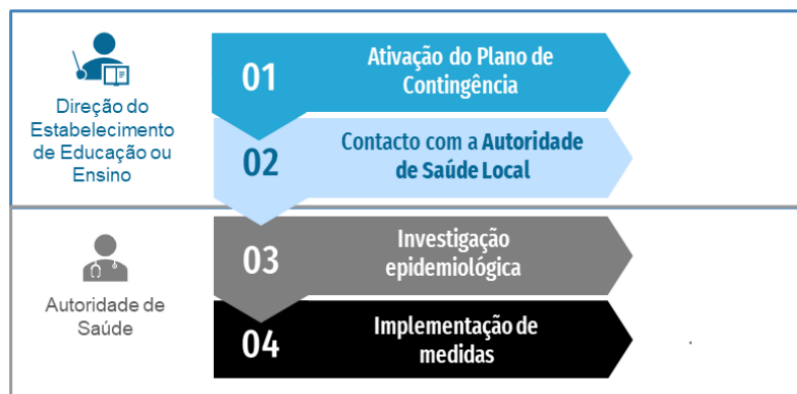 Direção do
Estabelecimento
de Educação ou
Ensino
01
Ativação do Plano de
Contingência
02
Contacto com a Autoridade
de Saúde Local
Autoridade de
Saúde
03
Investigação
epidemiológica
04
Implementação de
medidas